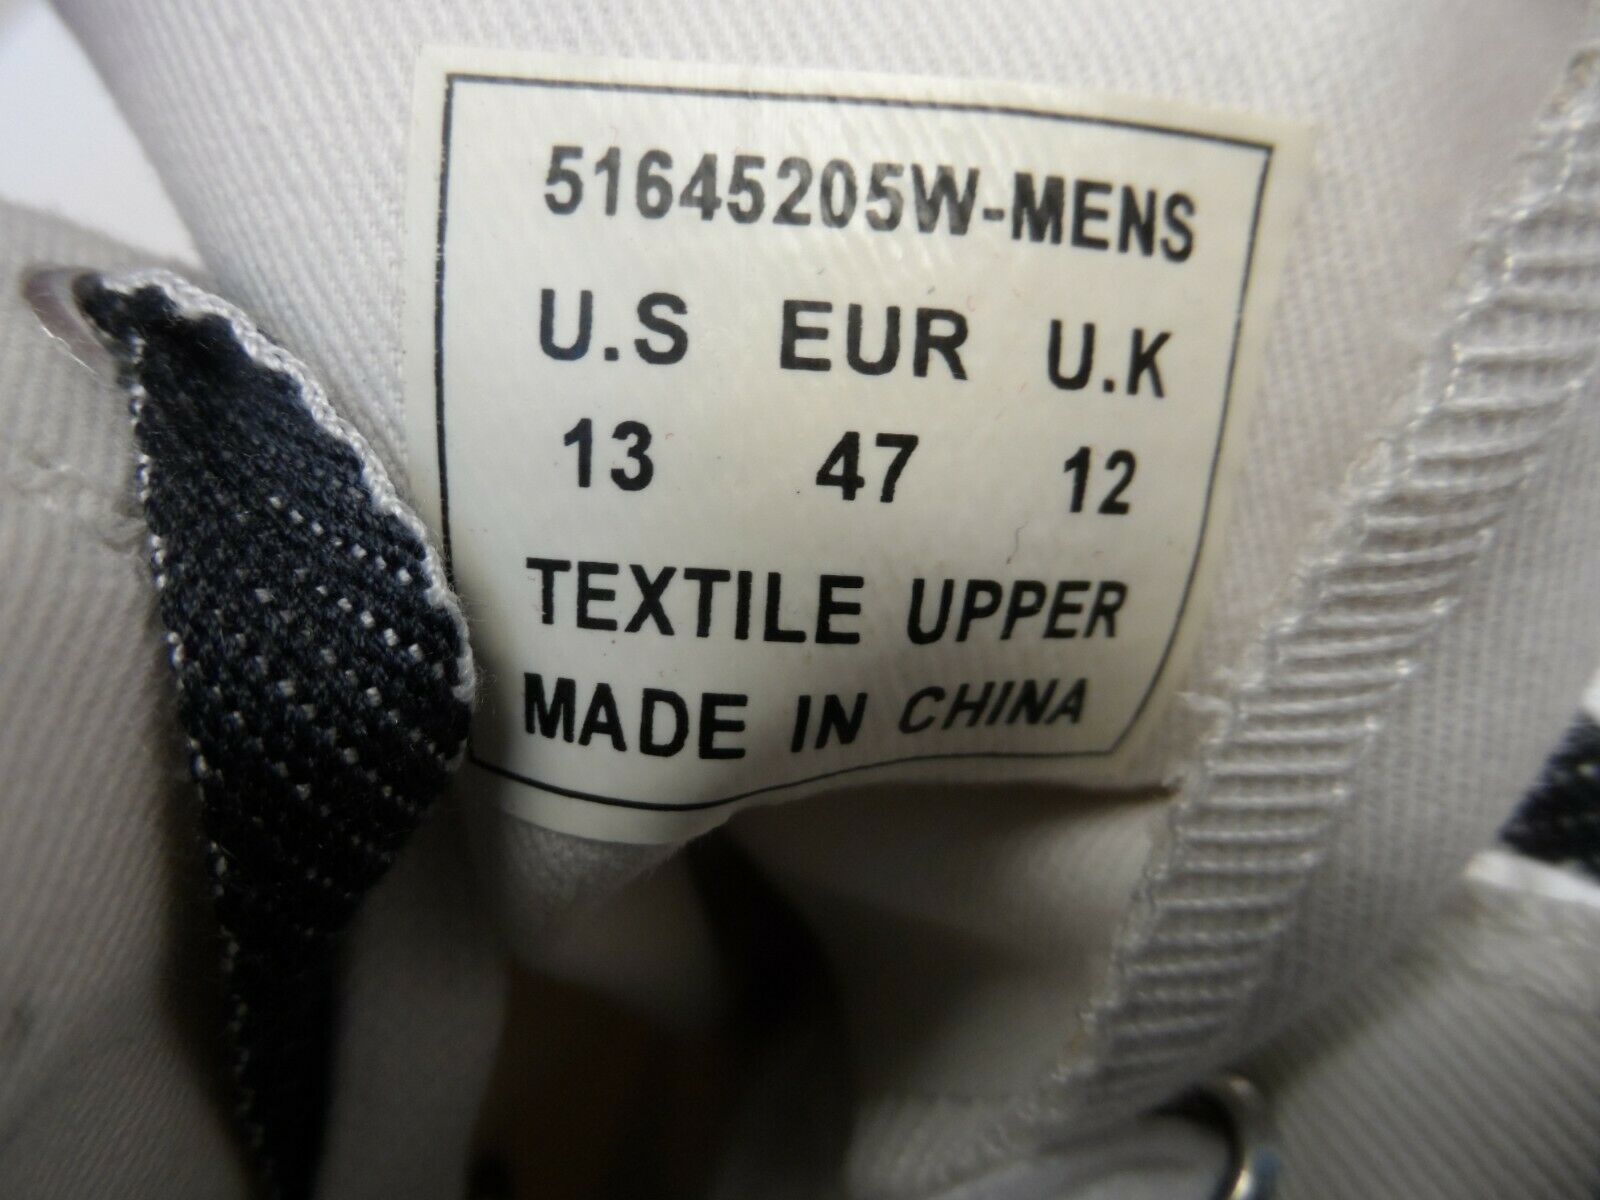 51645205W-MENS
U.S EUR U.K
13 47 12
TEXTILE UPPER
MADE IN CHINA